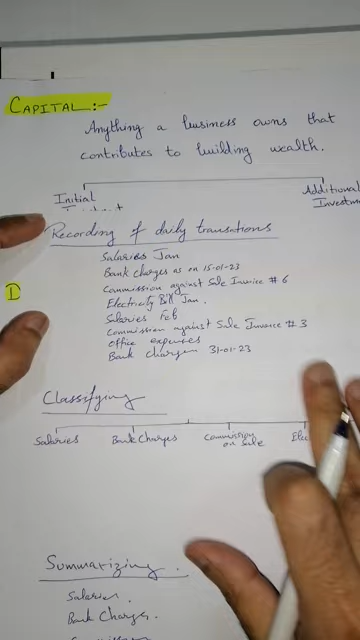 CAPITAL :-
Anything a business owns that
contributes to building wealth.
Initial
Additional
Investm
Recording of daily transations
Salaries Jan
Bank charges as on 15-01-23
Commission against Sale Invoice # 6
Electricity Bill Jan.
Salaries Feb
Commission against Sale Invoice # 3
Office expenses
Bank charges 31-01-23
D
Classifying
Salaries Bank Charges Commission on Sale Elec
Summarizing.
Salaries.
Bank Charges.